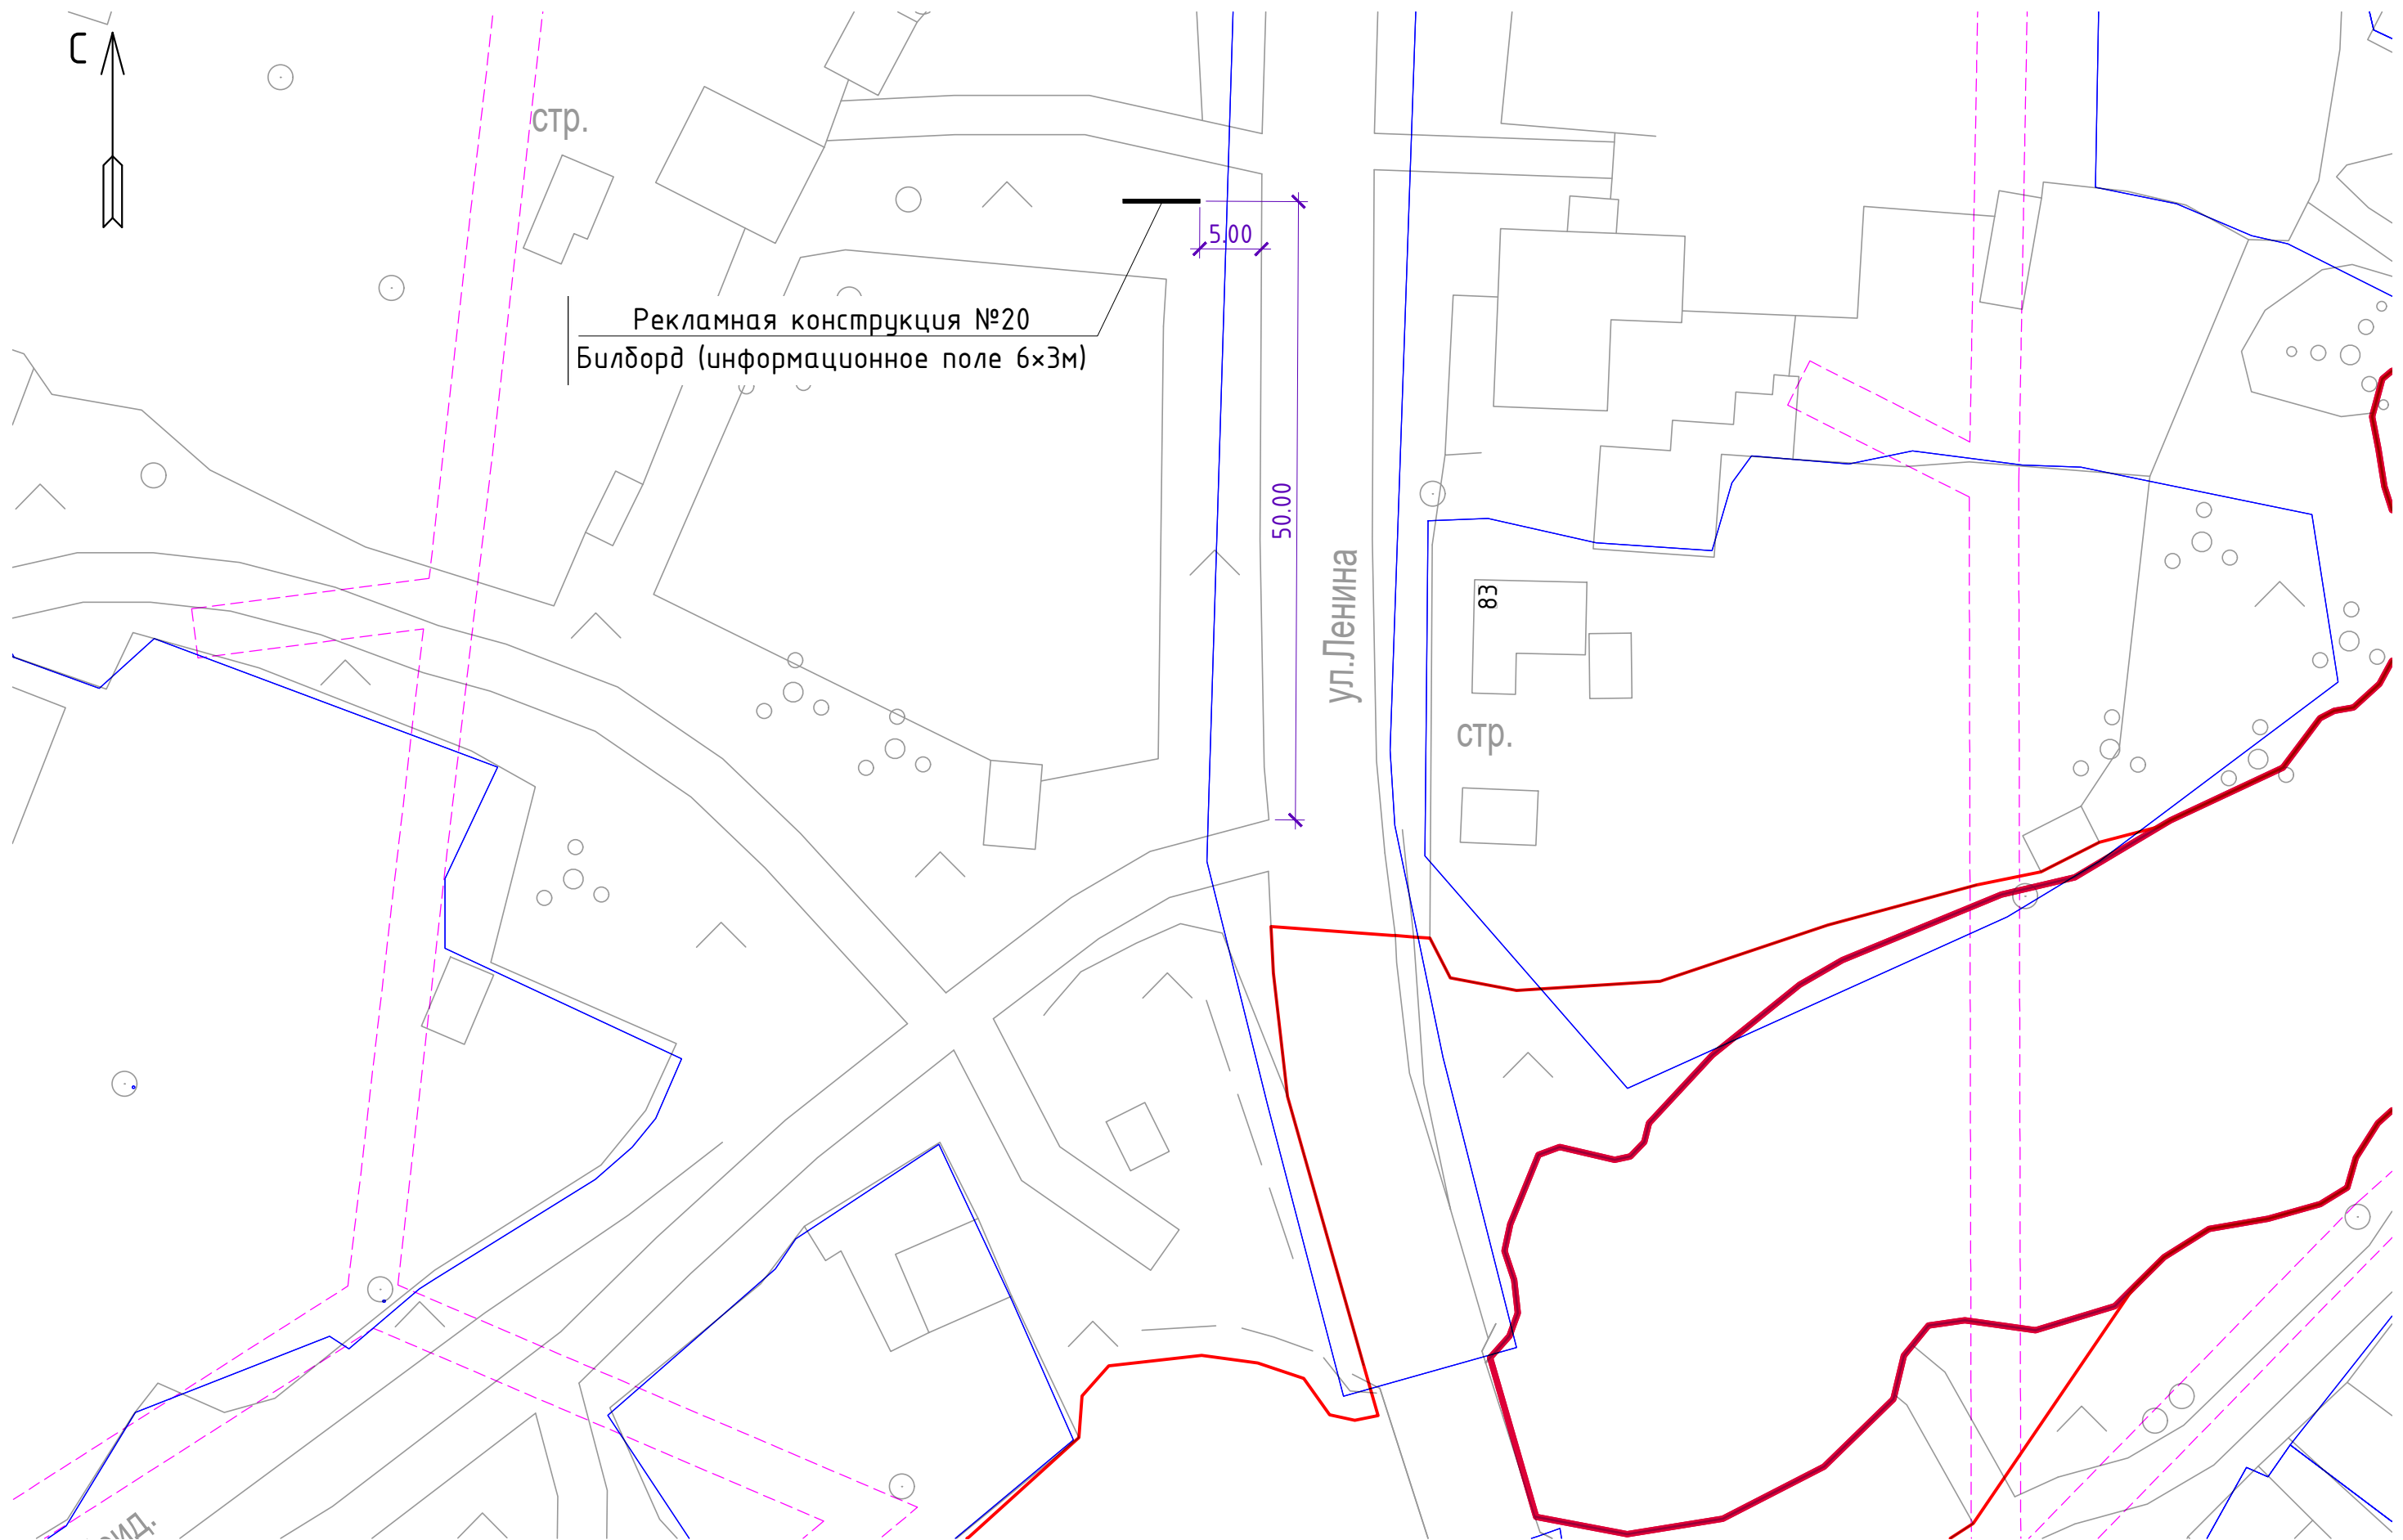 С
стр.
5.00
Рекламная конструкция №20
Билборд (информационное поле 6×3м)
50.00
ул.Ленина
83
стр.